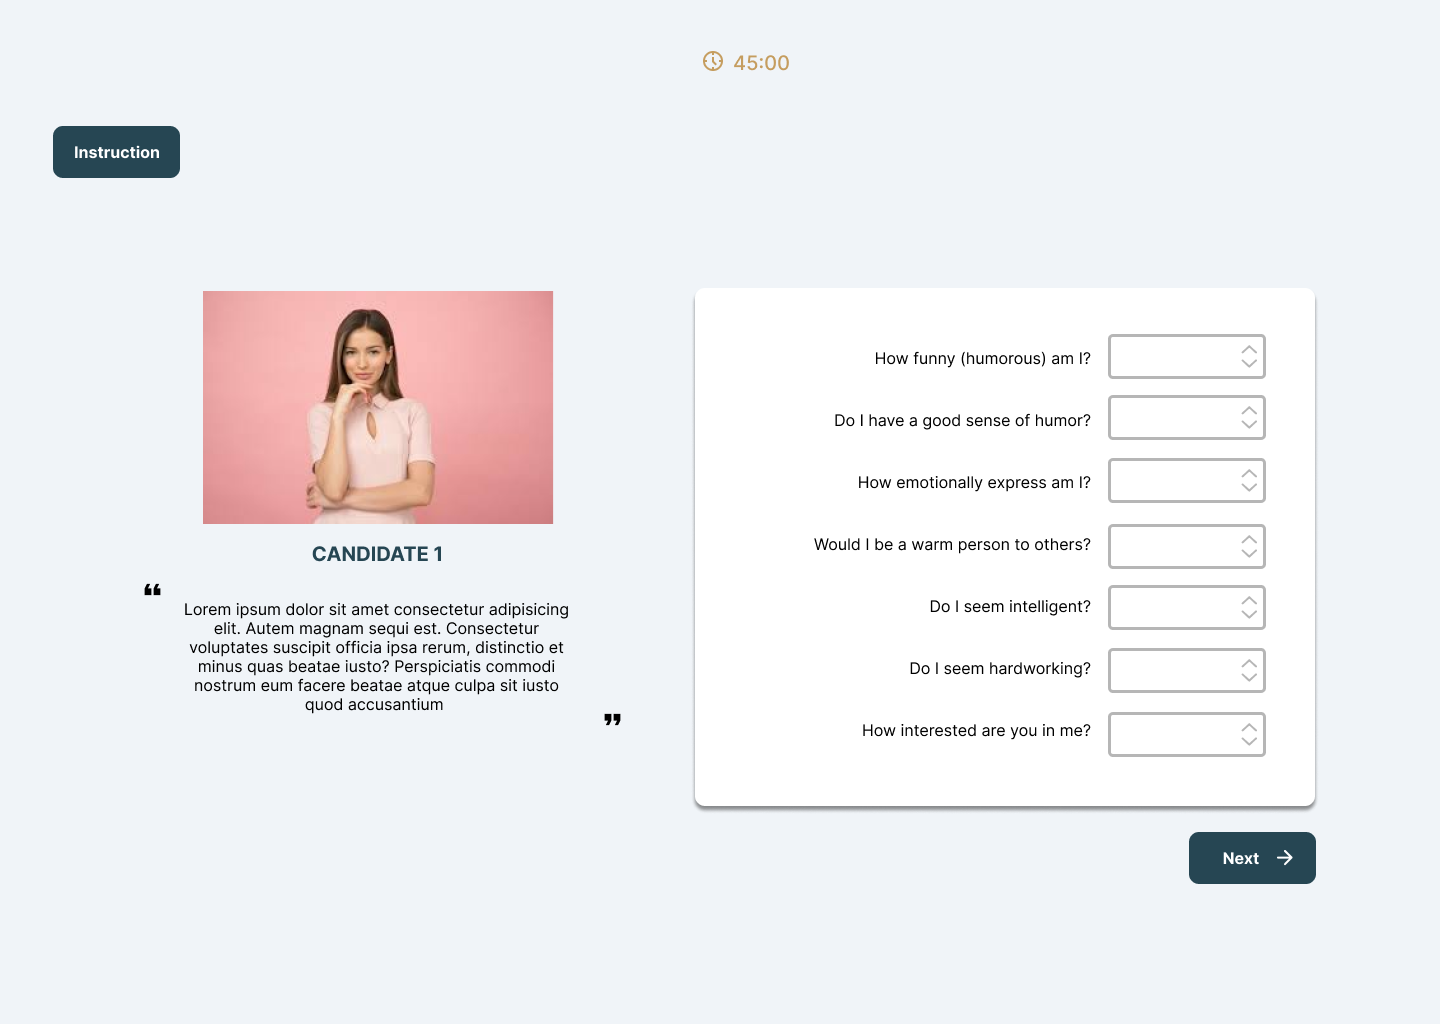 45:00
Instruction
CANDIDATE 1
❝
Lorem ipsum dolor sit amet consectetur adipisicing
elit. Autem magnam sequi est. Consectetur
voluptates suscipit officia ipsa rerum, distinctio et
minus quas beatae iusto? Perspiciatis commodi
nostrum eum facere beatae atque culpa sit iusto
quod accusantium
❞
How funny (humorous) am I?
Do I have a good sense of humor?
How emotionally express am I?
Would I be a warm person to others?
Do I seem intelligent?
Do I seem hardworking?
How interested are you in me?
Next →